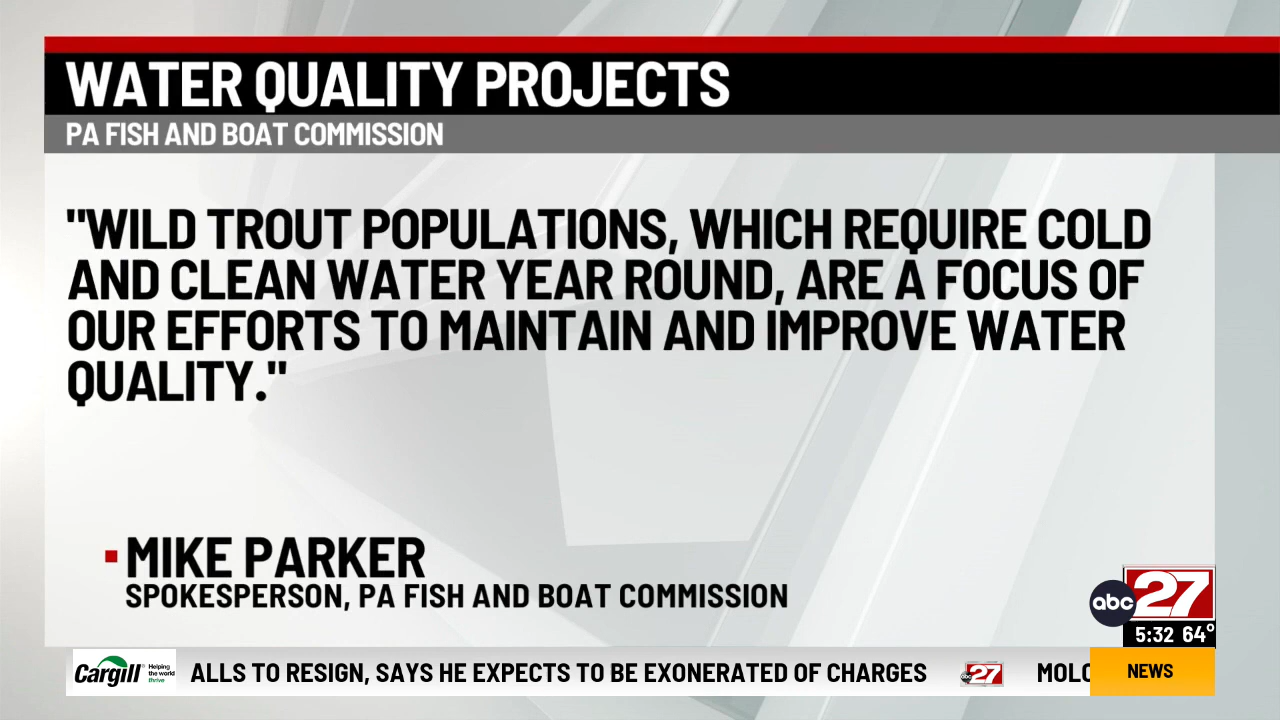 WATER QUALITY PROJECTS
PA FISH AND BOAT COMMISSION
"WILD TROUT POPULATIONS, WHICH REQUIRE COLD
AND CLEAN WATER YEAR ROUND, ARE A FOCUS OF
OUR EFFORTS TO MAINTAIN AND IMPROVE WATER
QUALITY."
MIKE PARKER
SPOKESPERSON, PA FISH AND BOAT COMMISSION
abc 27
5:32 64°
Cargill® Helping the world thrive
ALLS TO RESIGN, SAYS HE EXPECTS TO BE EXONERATED OF CHARGES abc 27 MOLO
NEWS